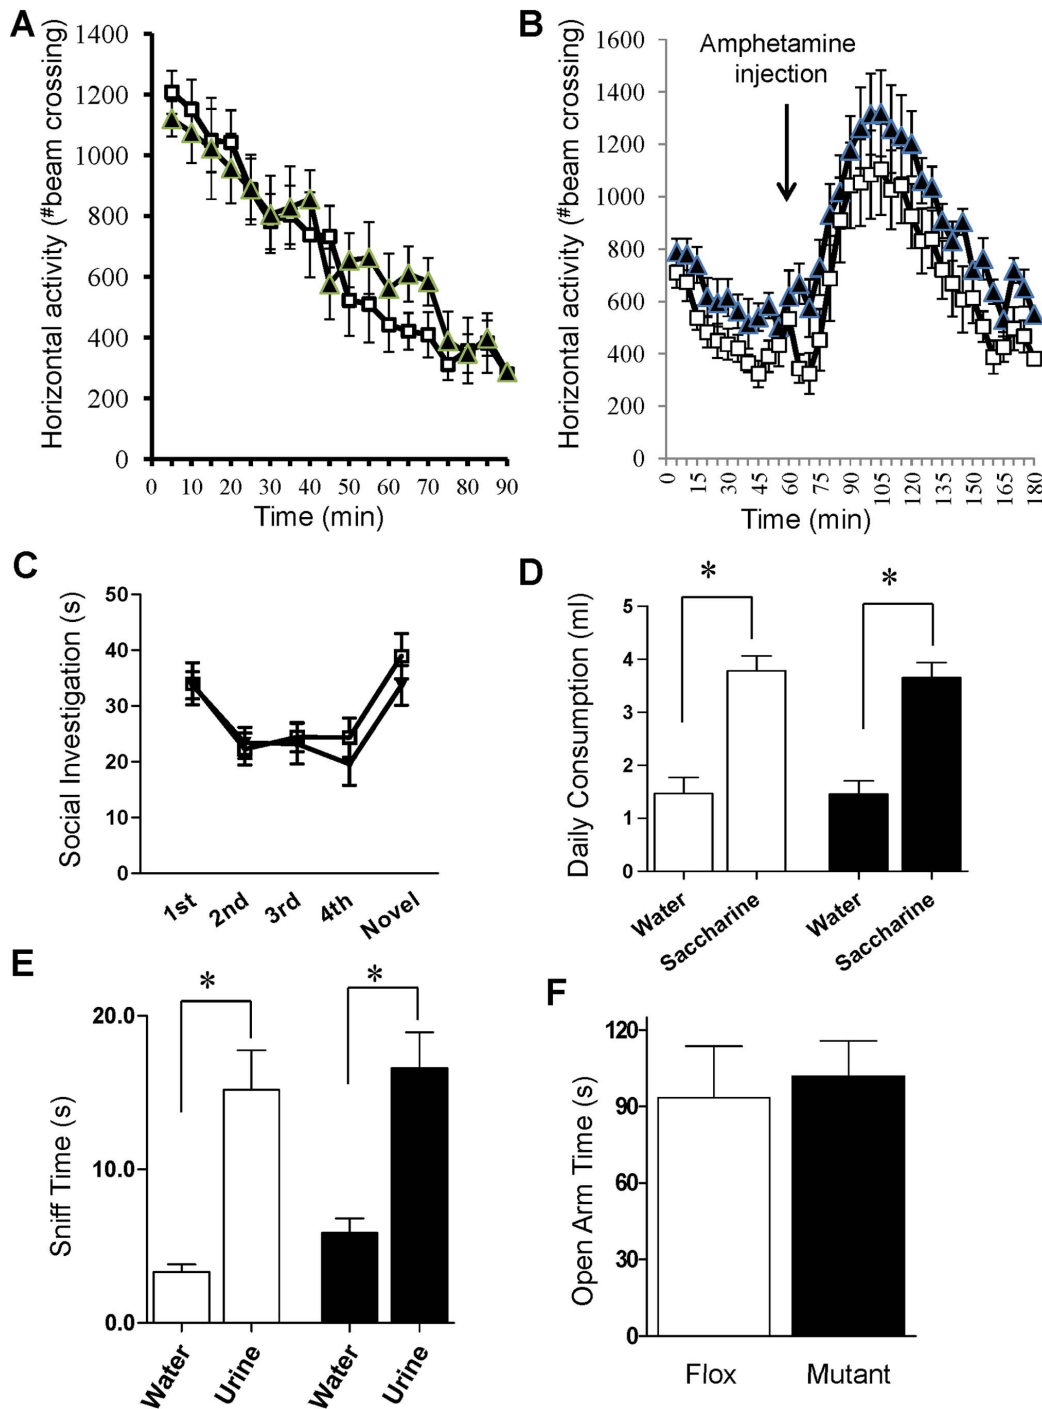 A
Horizontal activity (#beam crossing)
1400
1200
1000
800
600
400
200
0
0 10 20 30 40 50 60 70 80 90
Time (min)
B
Horizontal activity (#beam crossing)
Amphetamine
injection
1600
1400
1200
1000
800
600
400
200
0
0 15 30 45 60 75 90 105 120 135 150 165 180
Time (min)
C
Social Investigation (s)
50
40
30
20
10
0
1st 2nd 3rd 4th Novel
D
Daily Consumption (ml)
* *
5
4
3
2
1
0
Water Saccharine Water Saccharine
E
Sniff Time (s)
* *
20.0
10.0
0.0
Water Urine Water Urine
F
Open Arm Time (s)
120
90
60
30
0
Flox Mutant